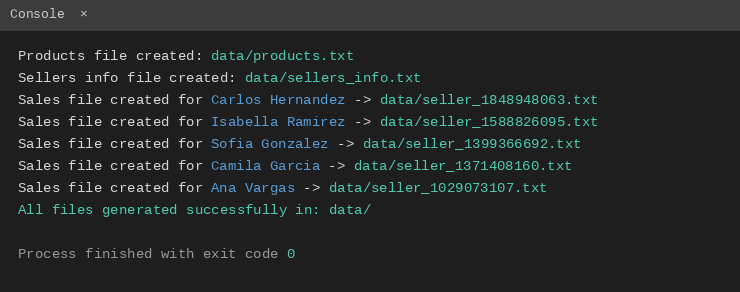 Console ×
Products file created: data/products.txt
Sellers info file created: data/sellers_info.txt
Sales file created for Carlos Hernandez -> data/seller_1848948063.txt
Sales file created for Isabella Ramirez -> data/seller_1588826095.txt
Sales file created for Sofia Gonzalez -> data/seller_1399366692.txt
Sales file created for Camila Garcia -> data/seller_1371408160.txt
Sales file created for Ana Vargas -> data/seller_1029073107.txt
All files generated successfully in: data/
Process finished with exit code 0